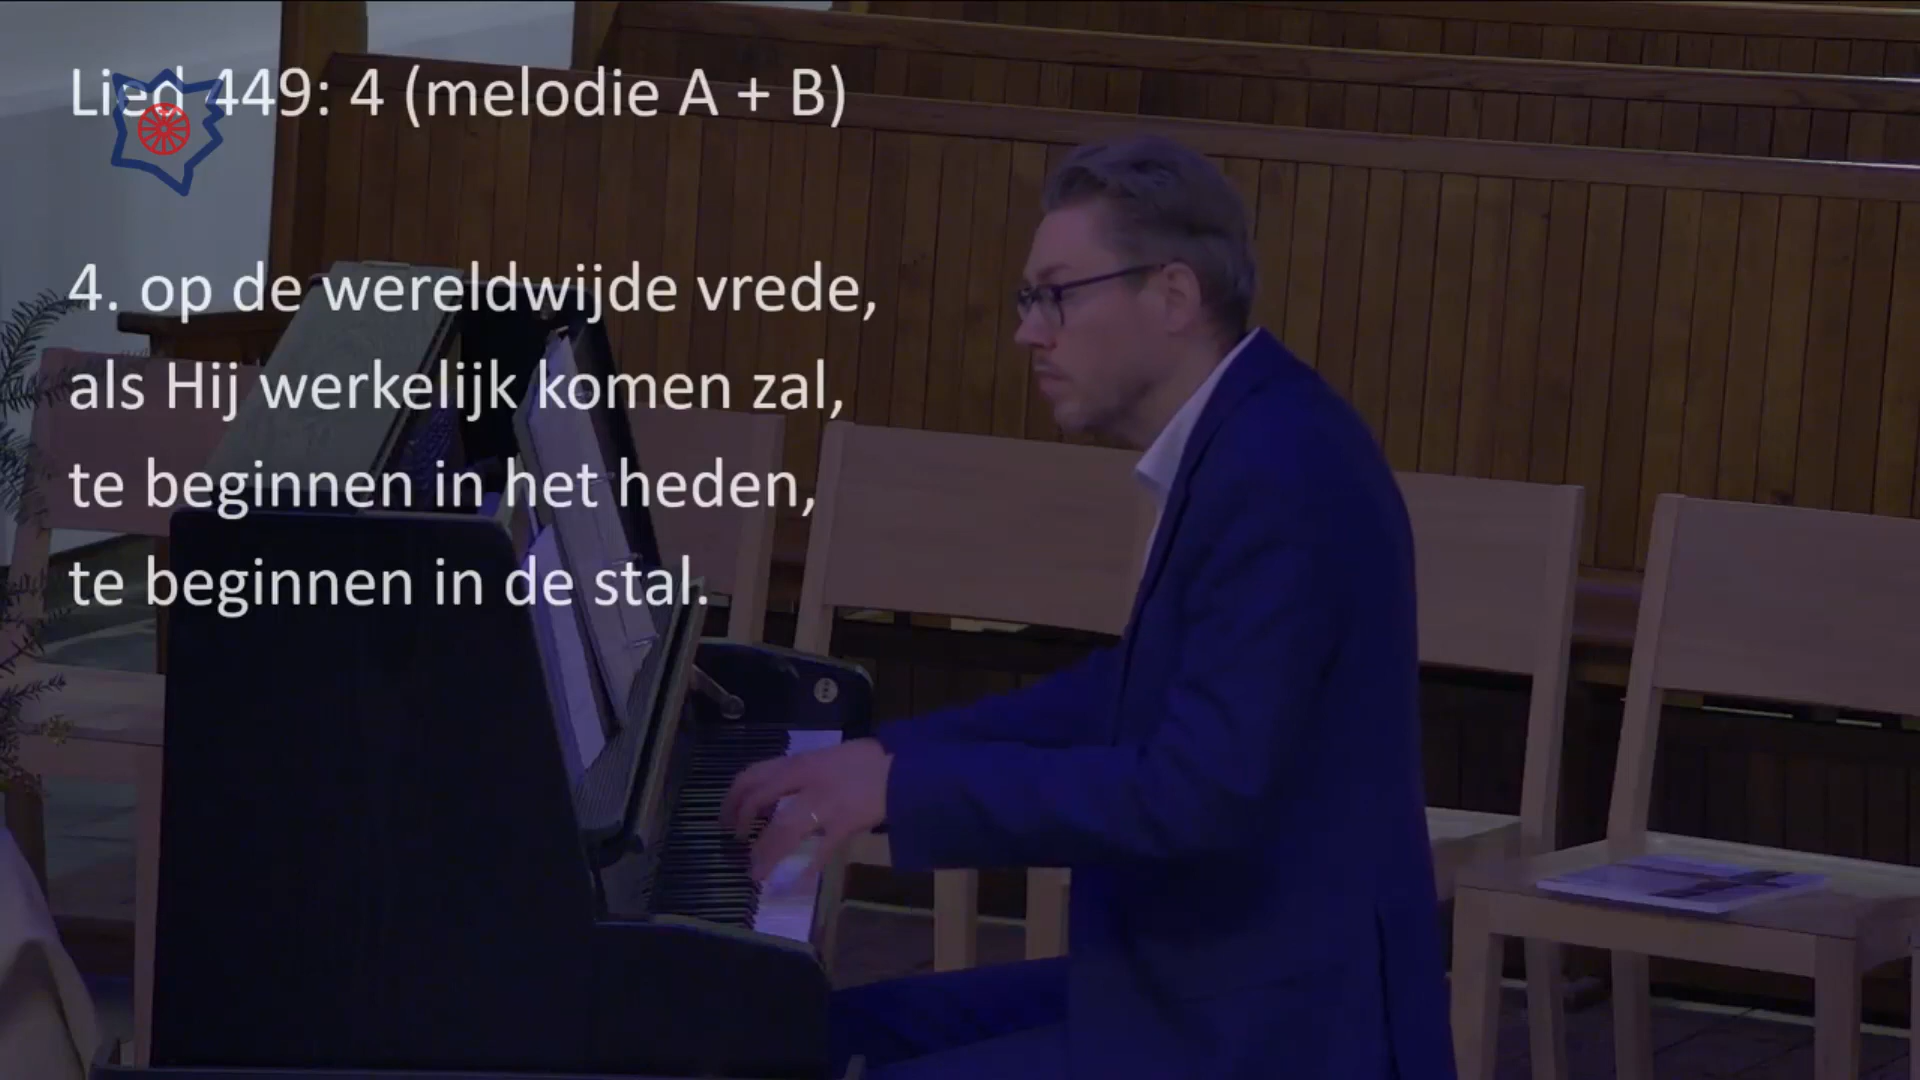 Lied 449: 4 (melodie A + B)
4. op de wereldwijde vrede,
als Hij werkelijk komen zal,
te beginnen in het heden,
te beginnen in de stal.